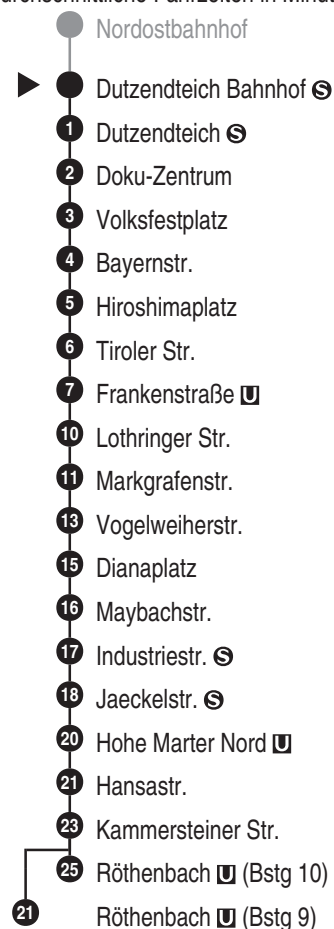 Nordostbahnhof
Dutzendteich Bahnhof S
1 Dutzendteich S
2 Doku-Zentrum
3 Volksfestplatz
4 Bayernstr.
5 Hiroshimaplatz
6 Tiroler Str.
7 Frankenstraße U
10 Lothringer Str.
11 Markgrafenstr.
13 Vogelweiherstr.
15 Dianaplatz
16 Maybachstr.
17 Industriestr. S
18 Jaeckelstr. S
20 Hohe Marter Nord U
21 Hansastr.
23 Kammersteiner Str.
25 Röthenbach U (Bstg 10)
21 Röthenbach U (Bstg 9)